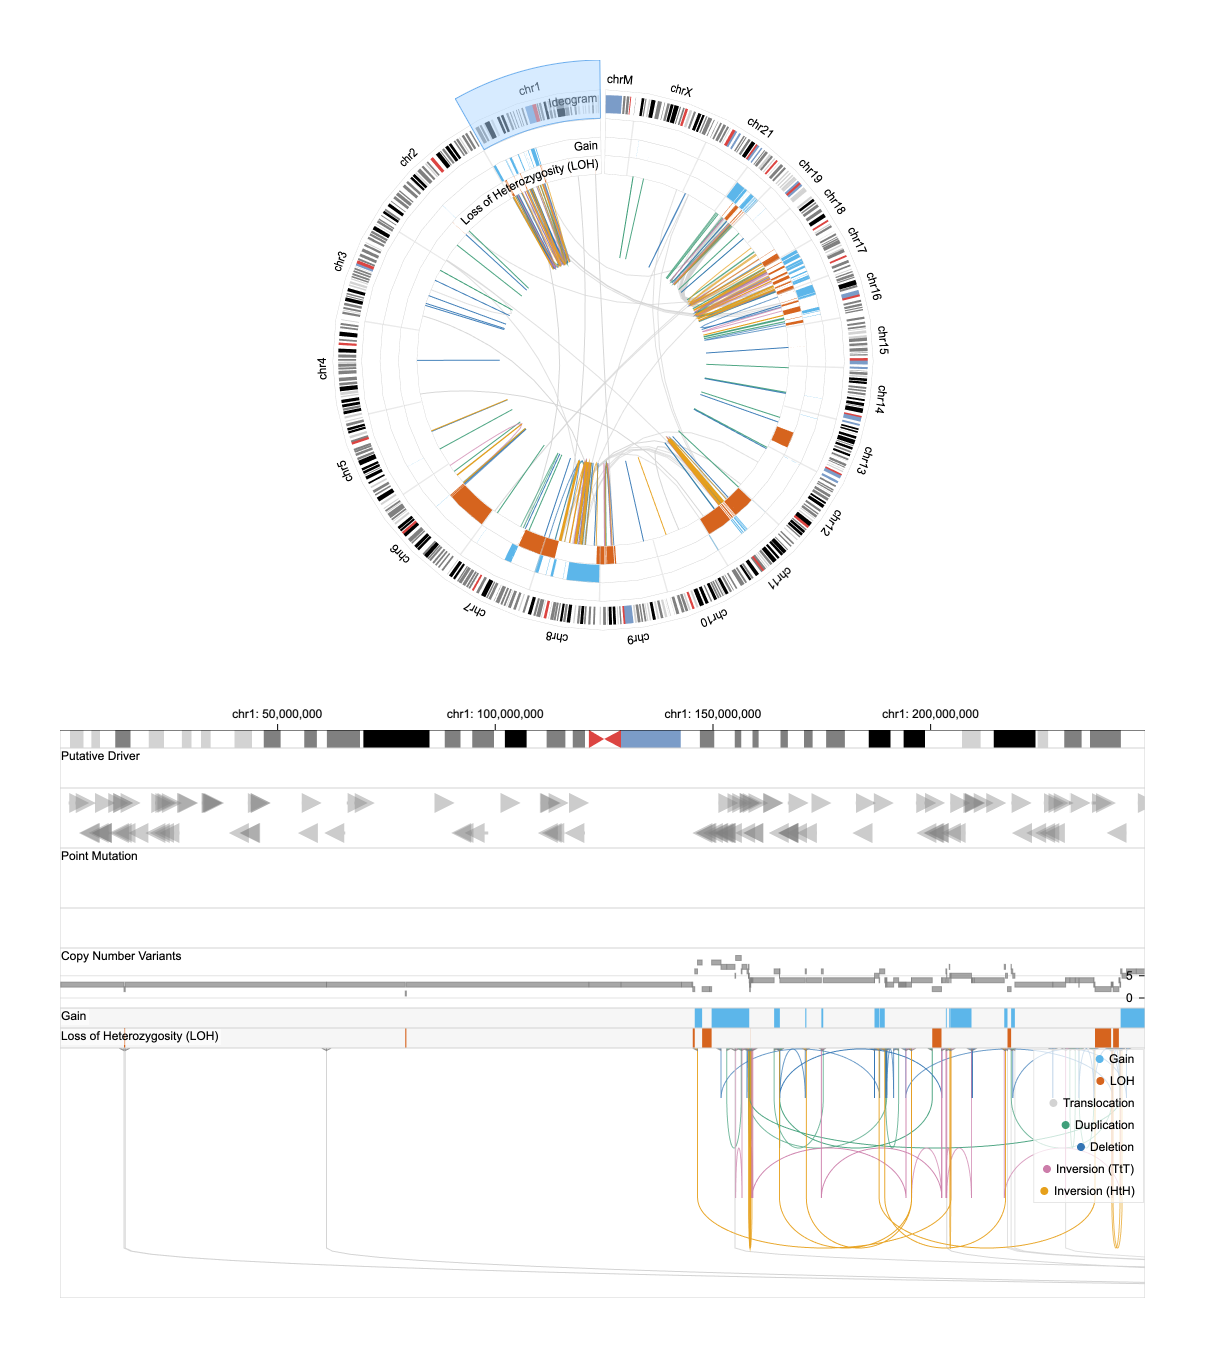 chr1
Ideogram
chrM
chrX
chr21
chr19
chr18
chr17
chr16
chr15
chr14
chr13
chr12
chr11
chr10
chr9
chr8
chr7
chr6
chr5
chr4
chr3
chr2
Gain
Loss of Heterozygosity (LOH)
chr1: 50,000,000
chr1: 100,000,000
chr1: 150,000,000
chr1: 200,000,000
Putative Driver
Point Mutation
Copy Number Variants
5
0
Gain
Loss of Heterozygosity (LOH)
Gain
LOH
Translocation
Duplication
Deletion
Inversion (TtT)
Inversion (HtH)